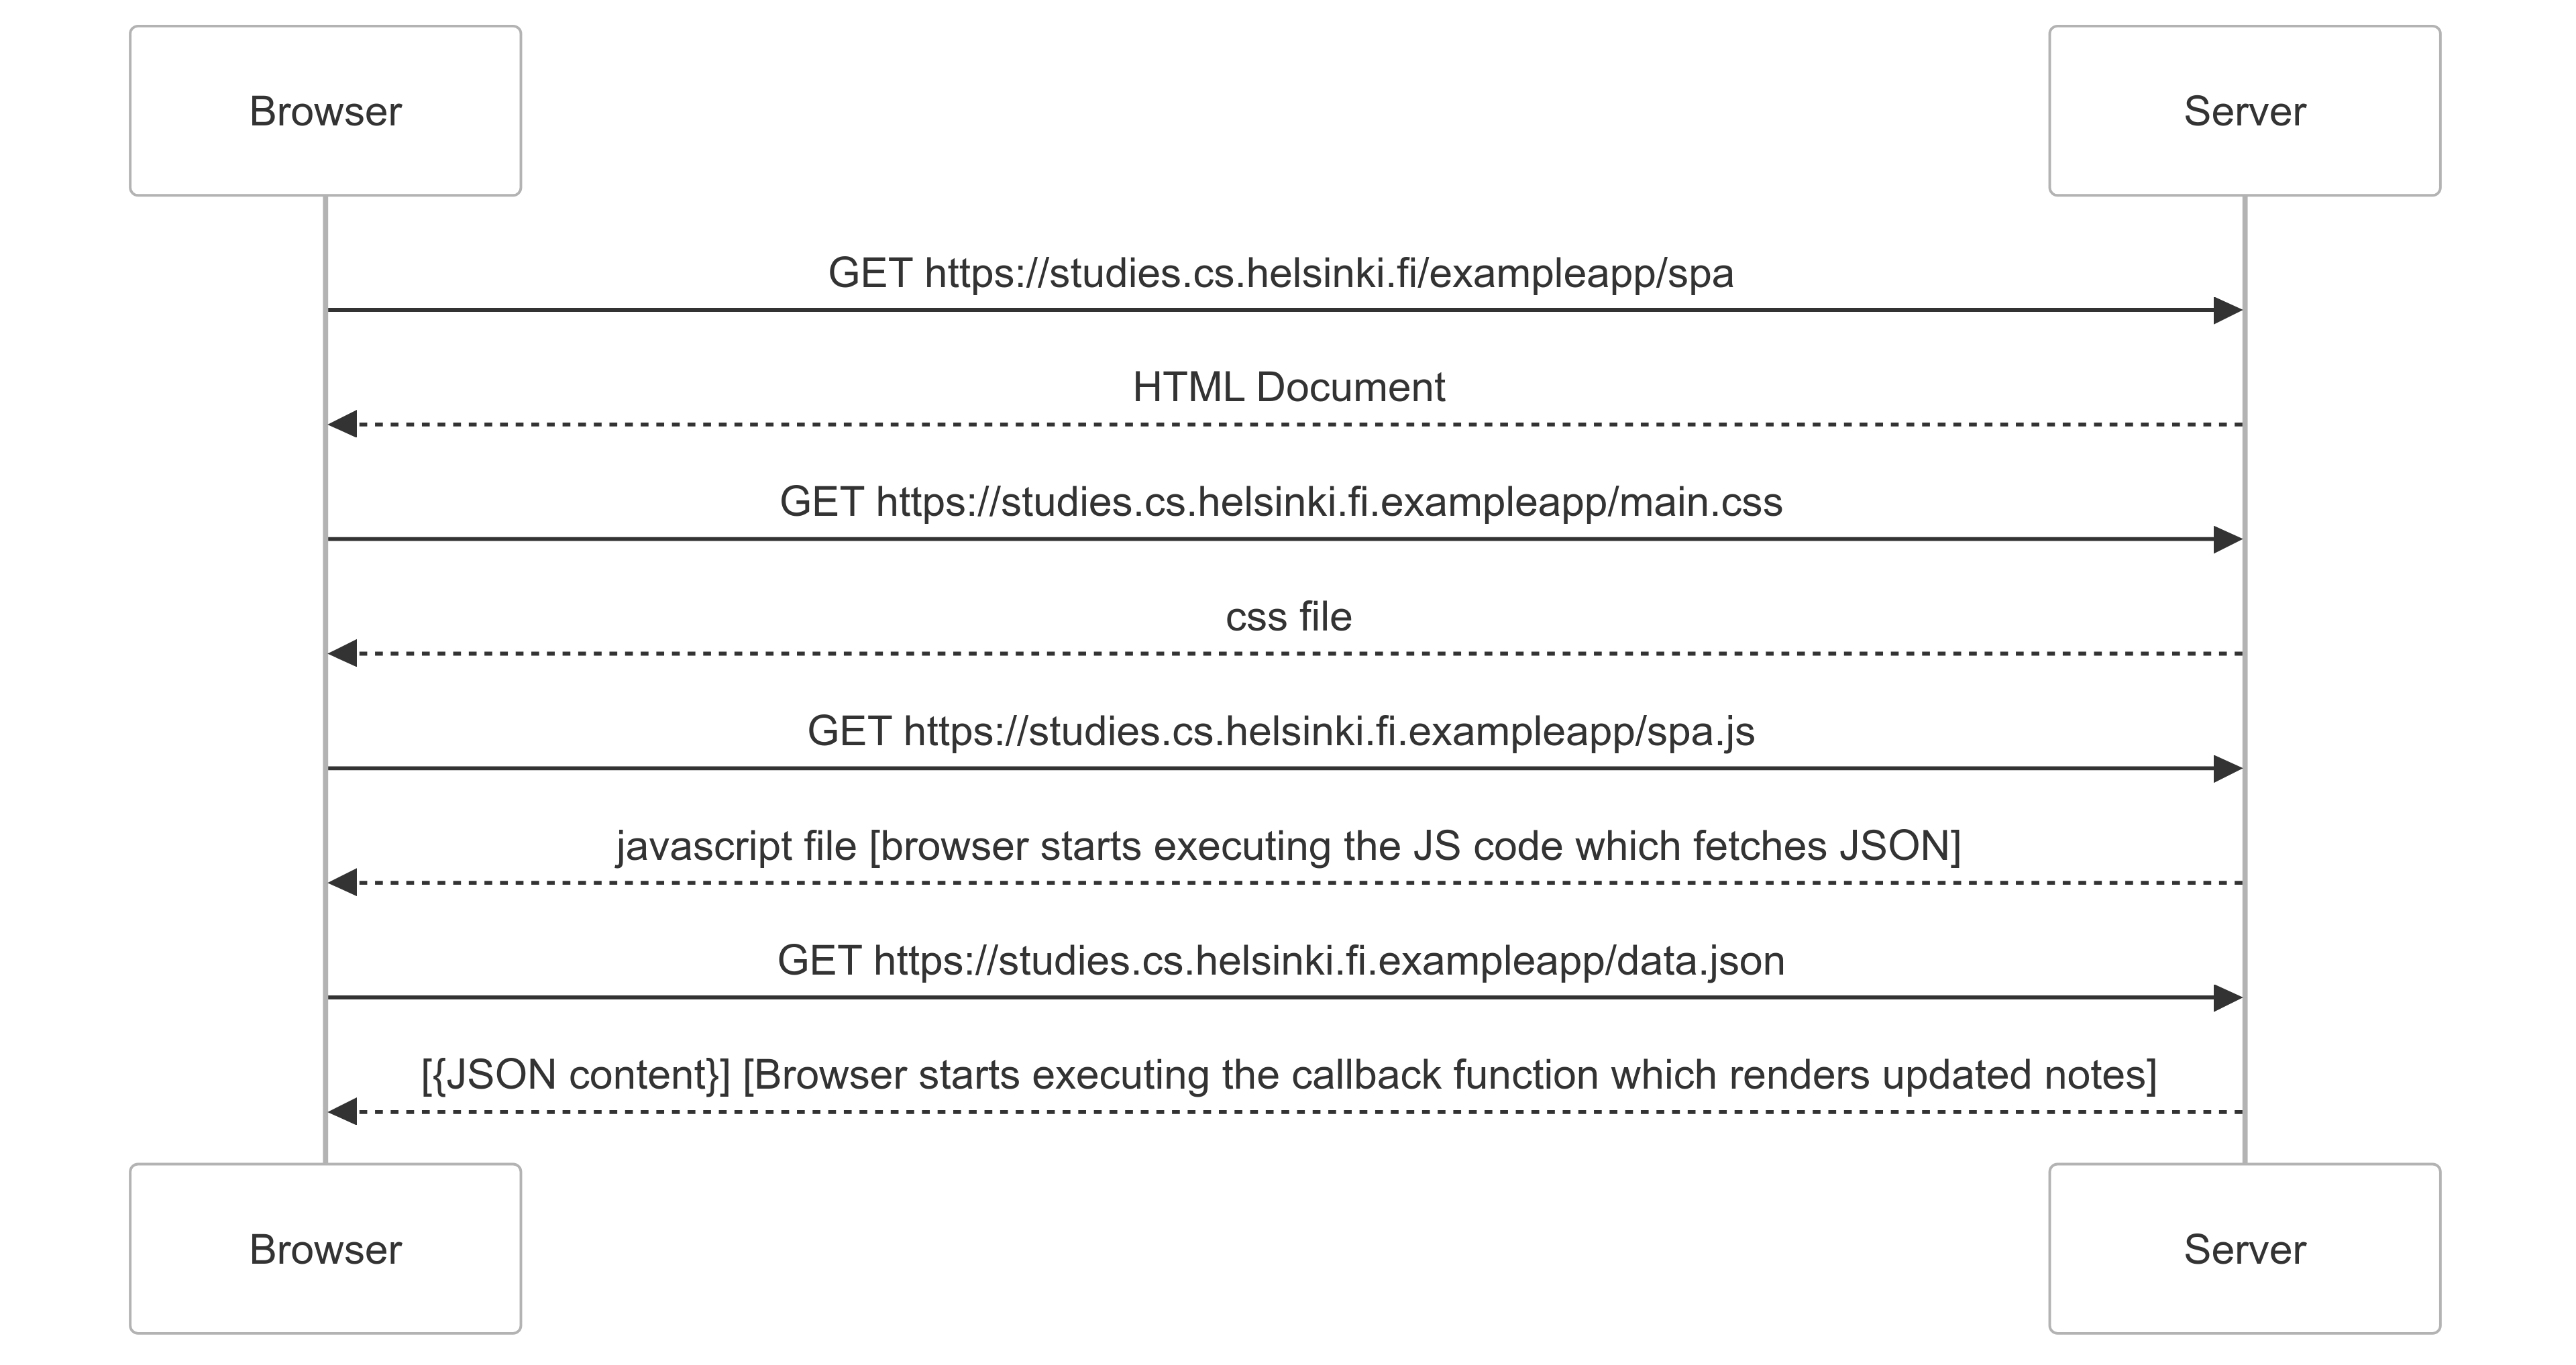 Browser
Server
GET https://studies.cs.helsinki.fi/exampleapp/spa
HTML Document
GET https://studies.cs.helsinki.fi.exampleapp/main.css
css file
GET https://studies.cs.helsinki.fi.exampleapp/spa.js
javascript file [browser starts executing the JS code which fetches JSON]
GET https://studies.cs.helsinki.fi.exampleapp/data.json
[{JSON content}] [Browser starts executing the callback function which renders updated notes]
Browser
Server